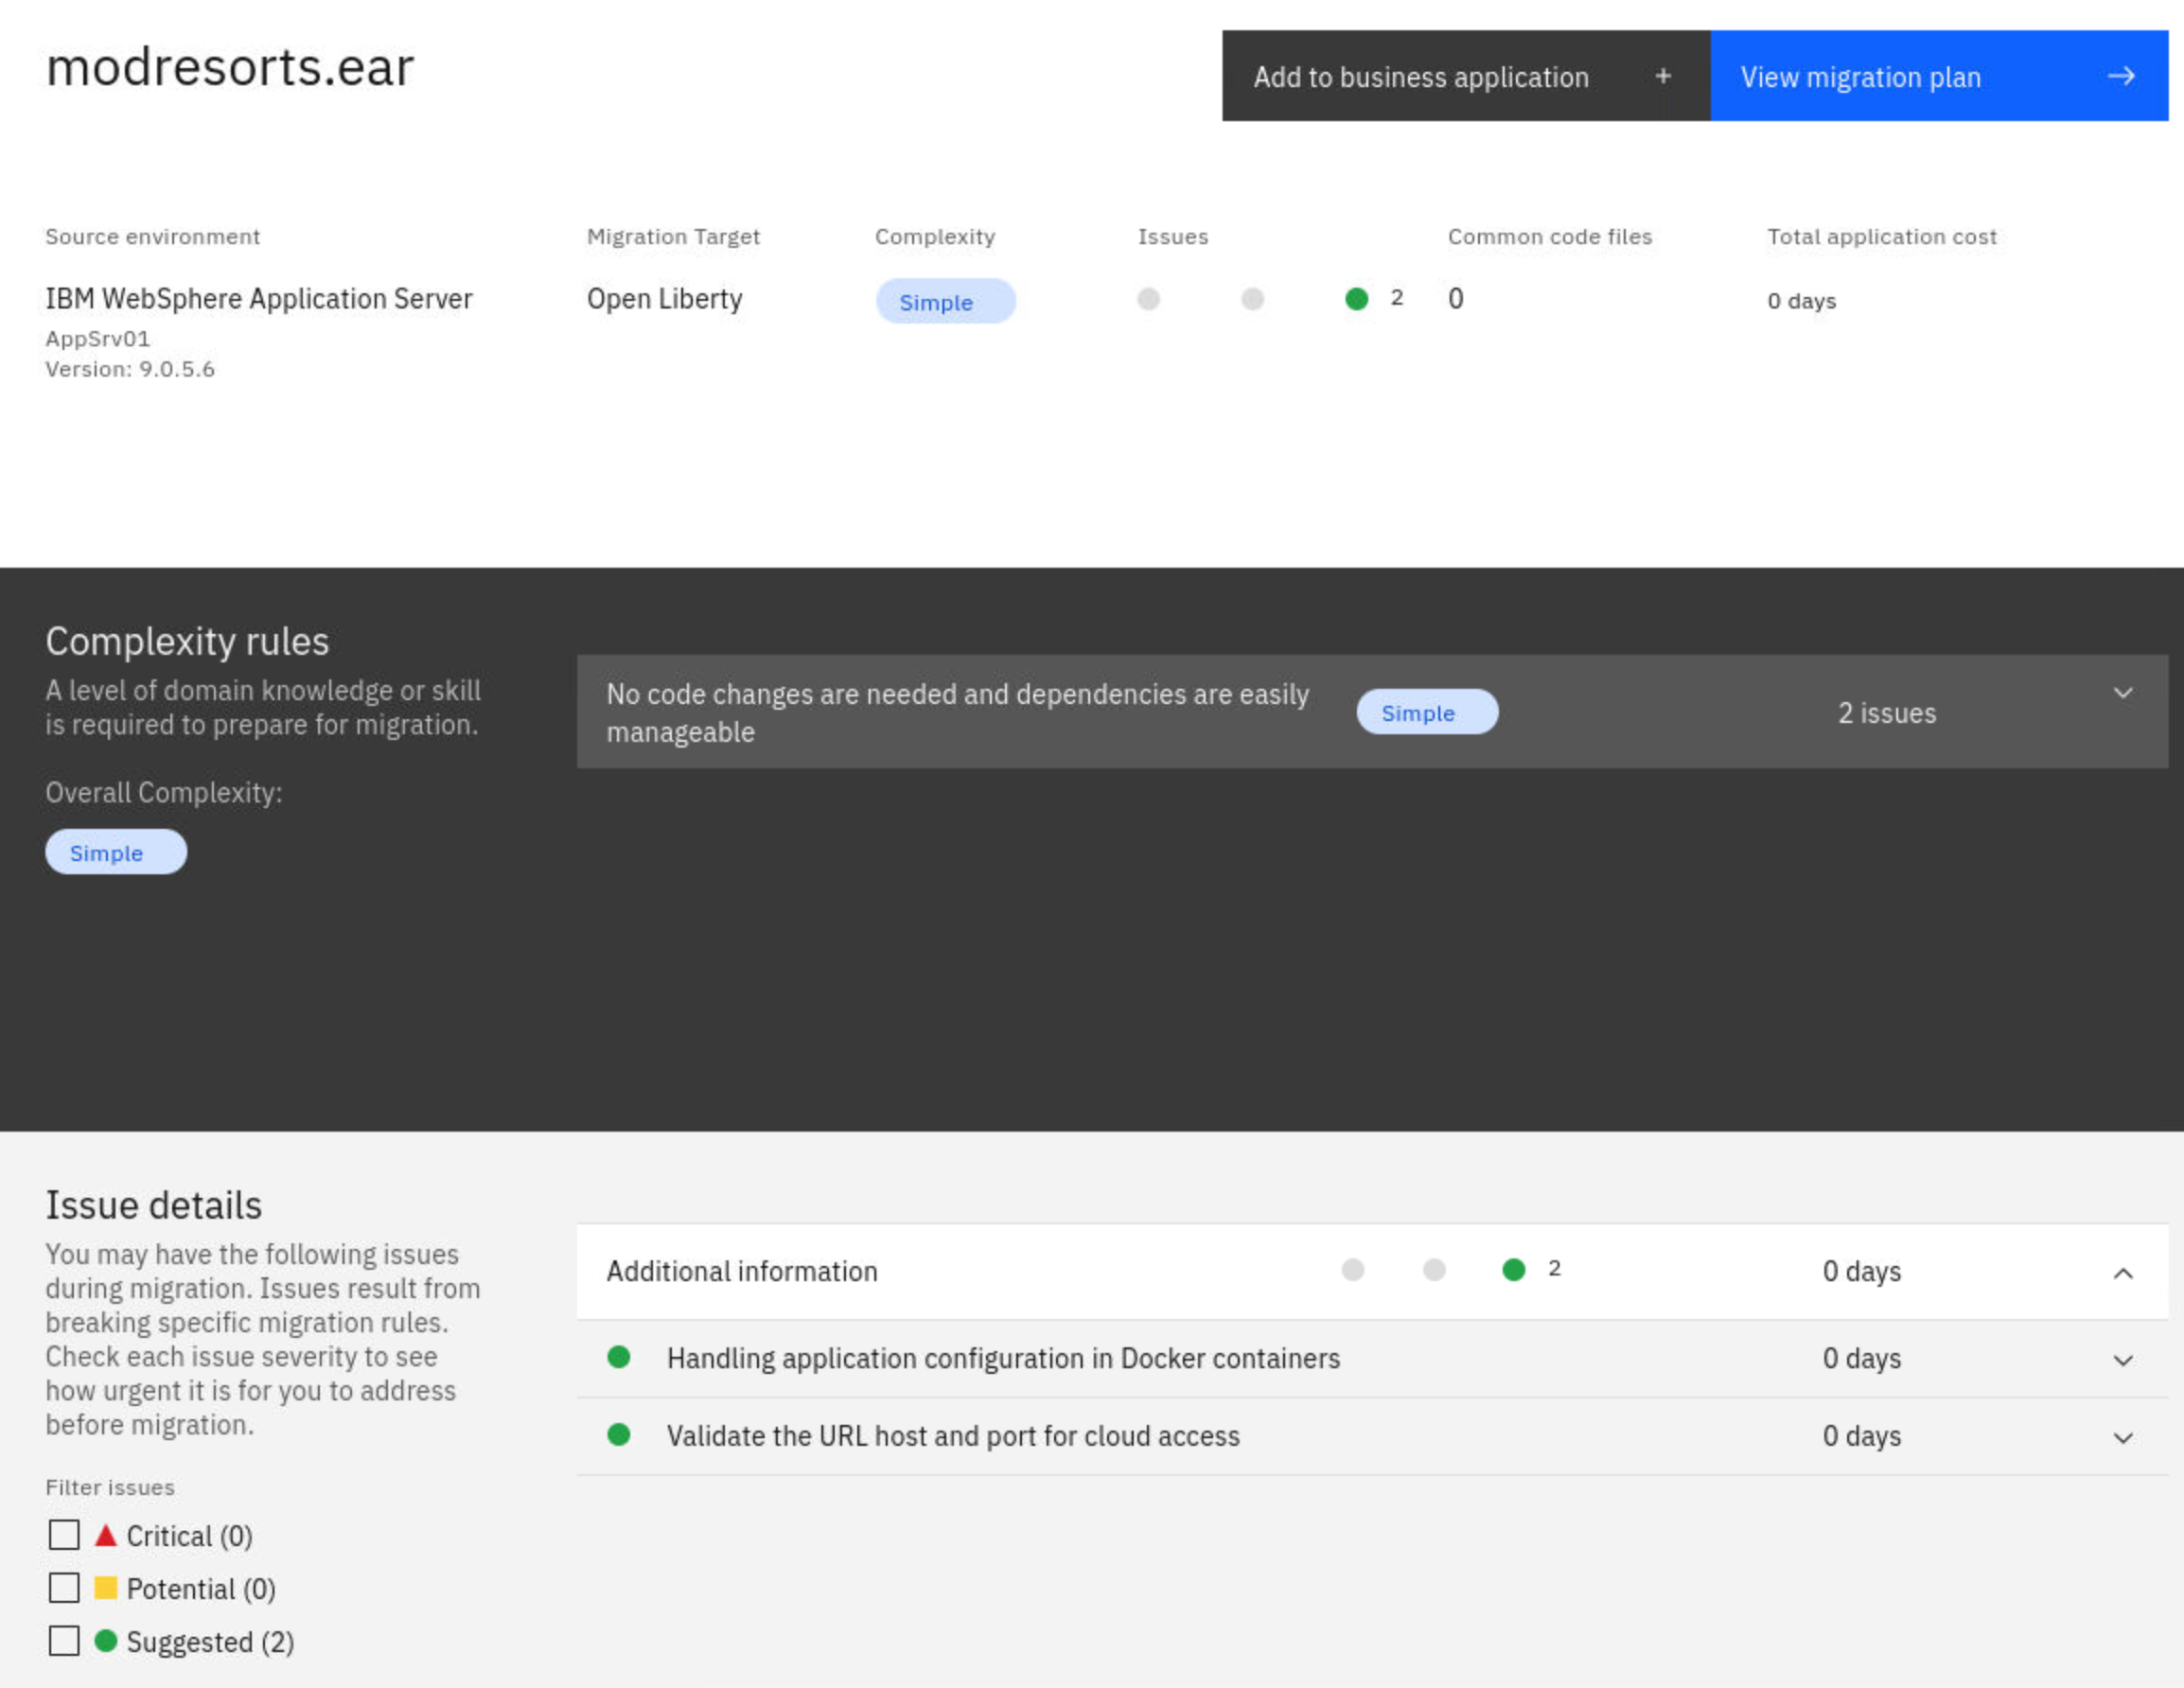 modresorts.ear
Add to business application +
View migration plan →
Source environment
Migration Target
Complexity
Issues
Common code files
Total application cost
IBM WebSphere Application Server
Open Liberty
Simple
2
0
0 days
AppSrv01
Version: 9.0.5.6
Complexity rules
A level of domain knowledge or skill
is required to prepare for migration.
Overall Complexity:
Simple
No code changes are needed and dependencies are easily
manageable
Simple
2 issues
Issue details
You may have the following issues
during migration. Issues result from
breaking specific migration rules.
Check each issue severity to see
how urgent it is for you to address
before migration.
Filter issues
Critical (0)
Potential (0)
Suggested (2)
Additional information
2
0 days
Handling application configuration in Docker containers
0 days
Validate the URL host and port for cloud access
0 days